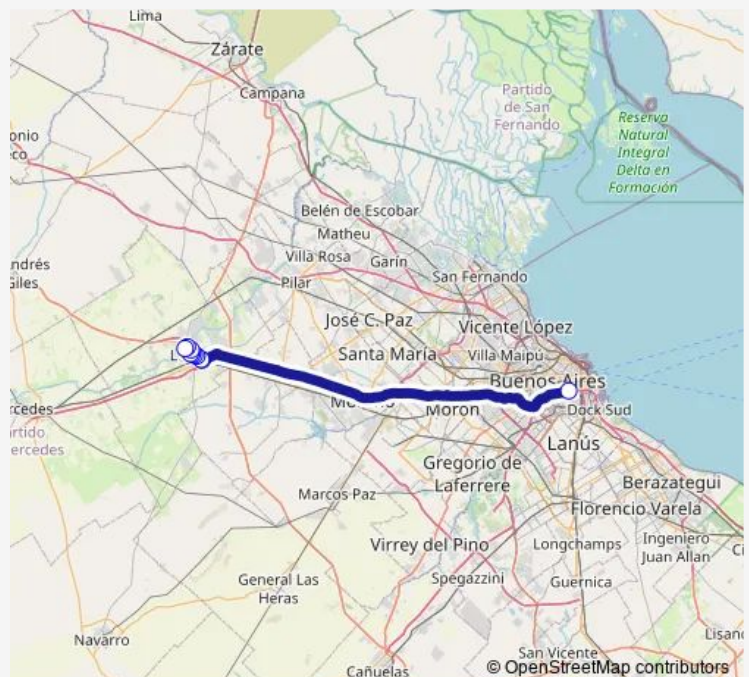 Lima
Zárate
Campana
Partido
de San
Fernando
Reserva
Natural
Integral
Delta en
Formación
Belén de Escobar
Matheu
Villa Rosa
Garín
San Fernando
Pilar
José C. Paz
Vicente López
Santa María
Villa Maipú
Buenos Aires
Morón
Dock Sud
Lanús
Gregorio de
Laferrere
Berazategui
Marcos Paz
Florencio Varela
Virrey del Pino
Longchamps
Ingeniero
Juan Allan
Spegazzini
Guernica
General Las
Heras
Navarro
San Vicente
Cañuelas
© OpenStreetMap contributors